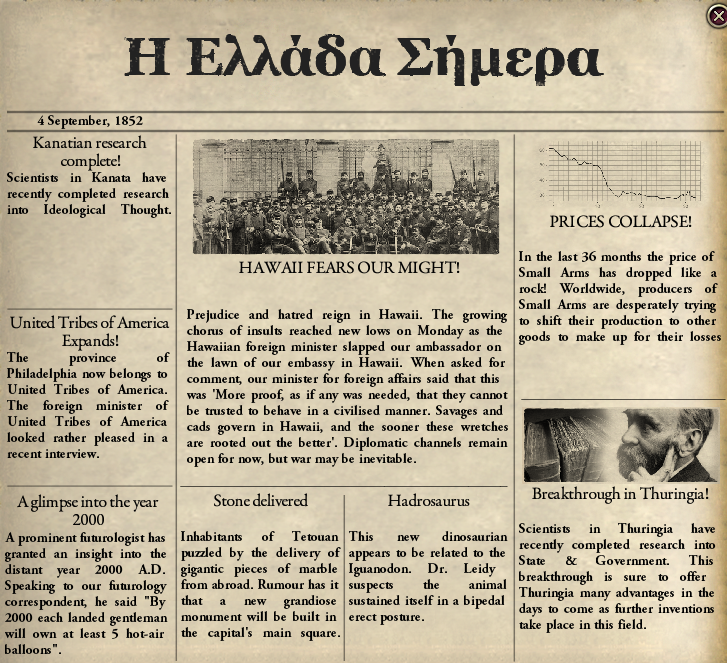 Η Ελλάδα Σήμερα
4 September, 1852
Kanatian research
complete!
Scientists in Kanata have
recently completed research
into Ideological Thought.
United Tribes of America
Expands!
The province of
Philadelphia now belongs to
United Tribes of America.
The foreign minister of
United Tribes of America
looked rather pleased in a
recent interview.
A glimpse into the year
2000
A prominent futurologist has
granted an insight into the
distant year 2000 A.D.
Speaking to our futurology
correspondent, he said "By
2000 each landed gentleman
will own at least 5 hot-air
balloons".
HAWAII FEARS OUR MIGHT!
Prejudice and hatred reign in Hawaii. The growing
chorus of insults reached new lows on Monday as the
Hawaiian foreign minister slapped our ambassador on
the lawn of our embassy in Hawaii. When asked for
comment, our minister for foreign affairs said that this
was 'More proof, as if any was needed, that they cannot
be trusted to behave in a civilised manner. Savages and
cads govern in Hawaii, and the sooner these wretches
are rooted out the better'. Diplomatic channels remain
open for now, but war may be inevitable.
Stone delivered
Inhabitants of Tetouan
puzzled by the delivery of
gigantic pieces of marble
from abroad. Rumour has it
that a new grandiose
monument will be built in
the capital's main square.
Hadrosaurus
This new dinosaurian
appears to be related to the
Iguanodon. Dr. Leidy
suspects the animal
sustained itself in a bipedal
erect posture.
PRICES COLLAPSE!
In the last 36 months the price of
Small Arms has dropped like a
rock! Worldwide, producers of
Small Arms are desperately trying
to shift their production to other
goods to make up for their losses
Breakthrough in Thuringia!
Scientists in Thuringia have
recently completed research into
State & Government. This
breakthrough is sure to offer
Thuringia many advantages in the
days to come as further inventions
take place in this field.